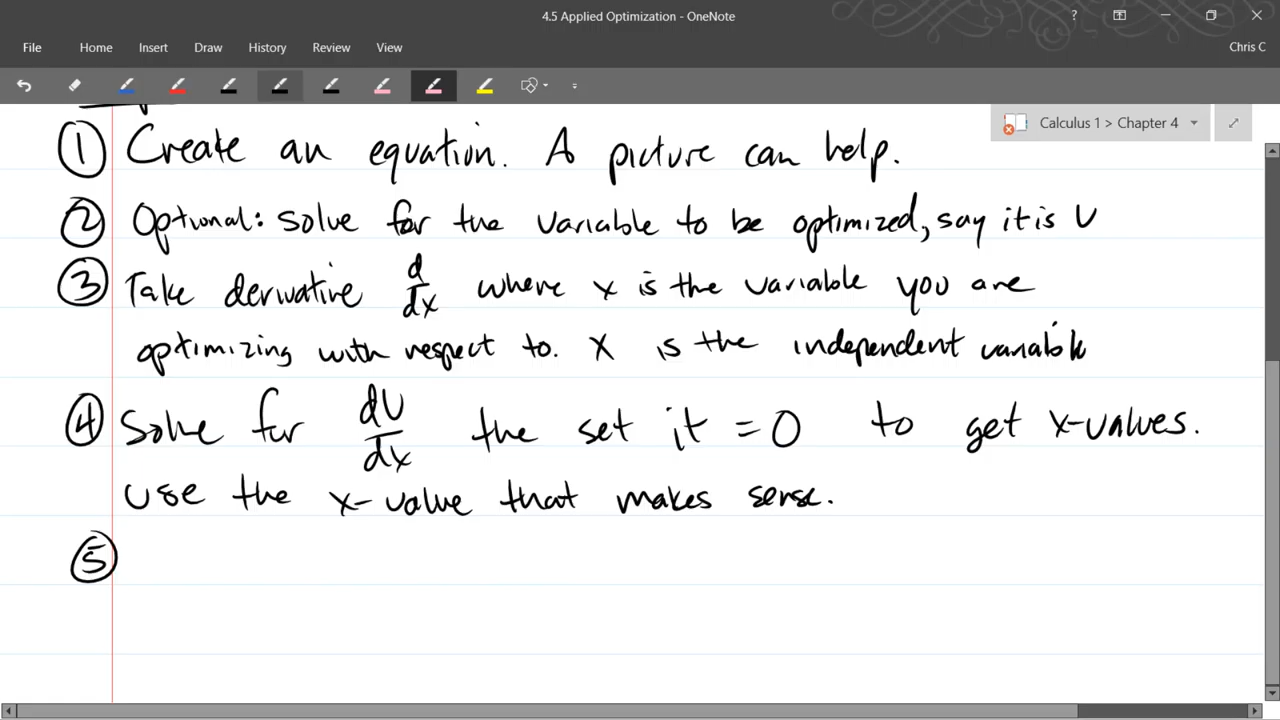 4.5 Applied Optimization - OneNote
?
File Home Insert Draw History Review View
Chris C
Calculus 1 > Chapter 4
① Create an equation. A picture can help.
② Optional: Solve for the variable to be optimized, say it is U
③ Take derivative d/dx where x is the variable you are
optimizing with respect to. X is the independent variable
④ Solve for dU/dx the set it = 0 to get x-values.
Use the x-value that makes sense.
⑤